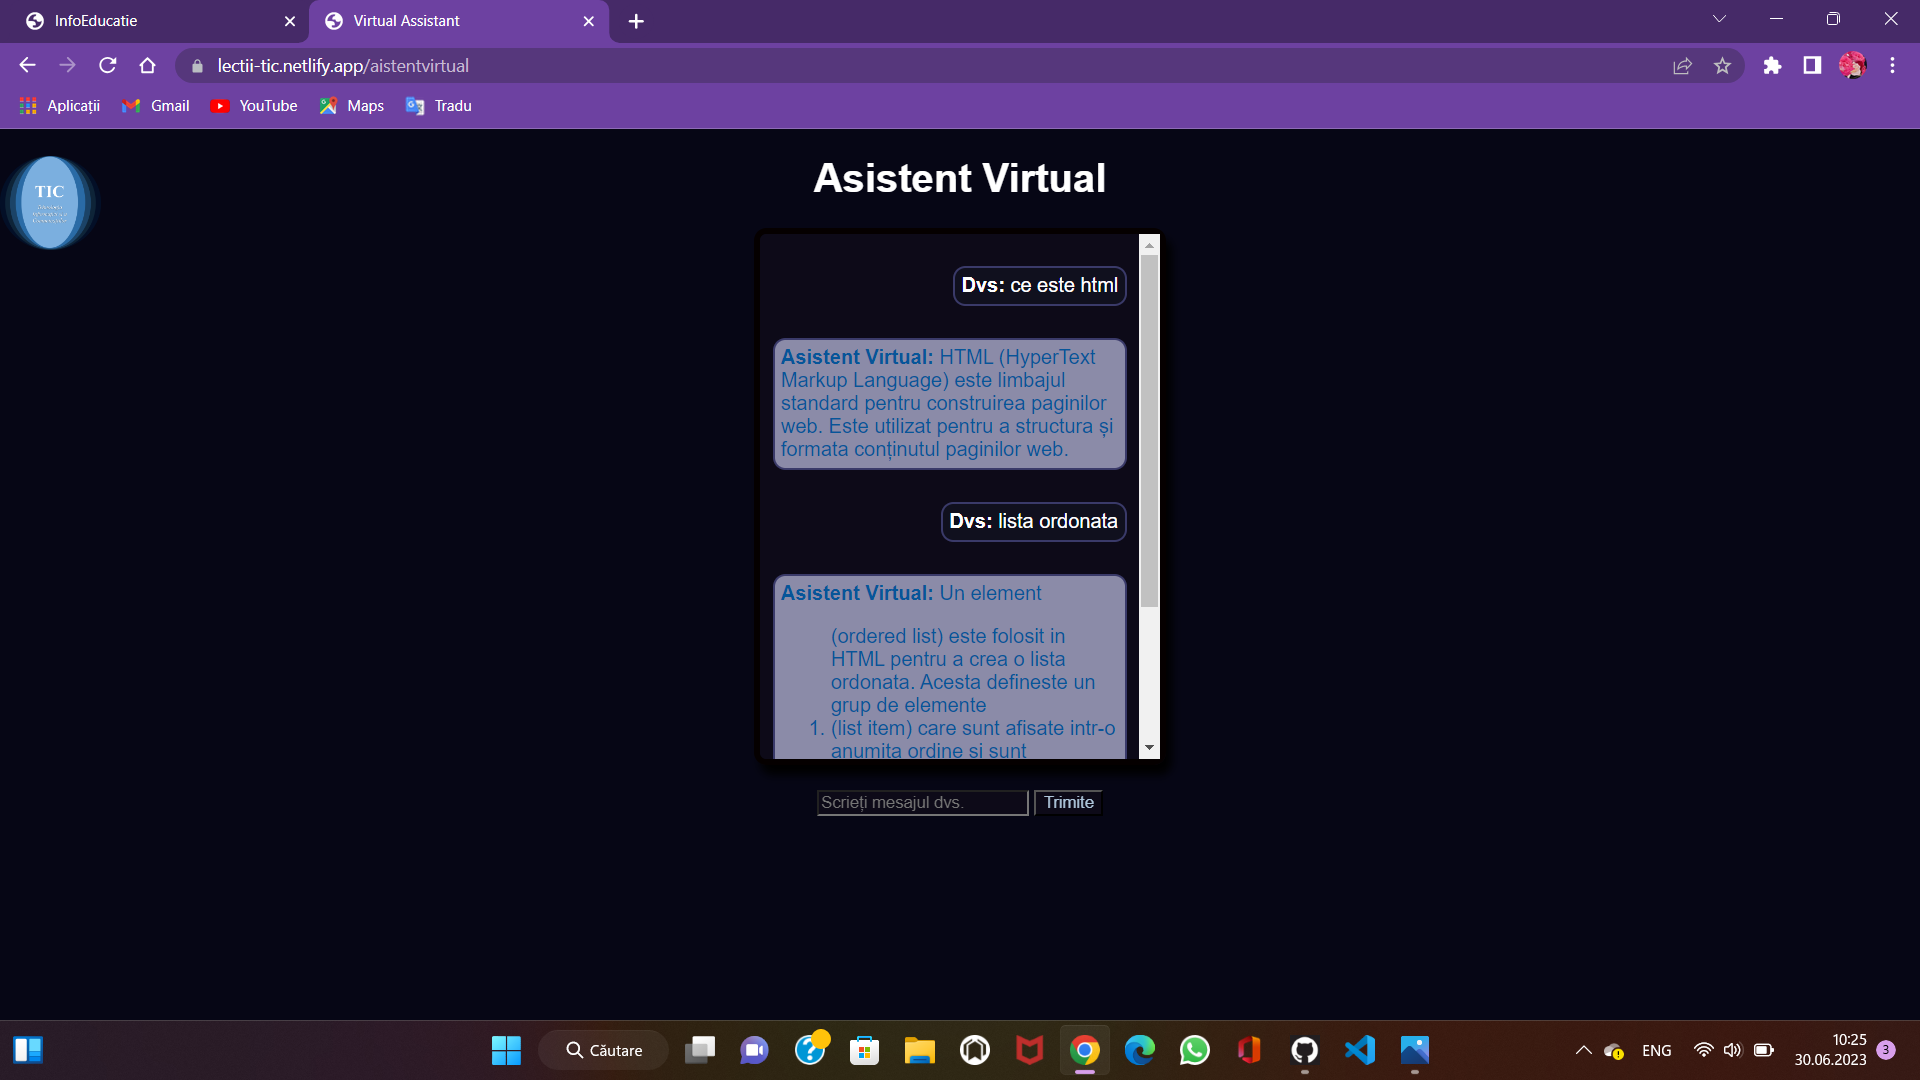 InfoEducatie
Virtual Assistant
lectii-tic.netlify.app/aistentvirtual
Aplicații
Gmail
YouTube
Maps
Tradu
TIC
Asistent Virtual
Dvs: ce este html
Asistent Virtual: HTML (HyperText
Markup Language) este limbajul
standard pentru construirea paginilor
web. Este utilizat pentru a structura și
formata conținutul paginilor web.
Dvs: lista ordonata
Asistent Virtual: Un element
(ordered list) este folosit in
HTML pentru a crea o lista
ordonata. Acesta defineste un
grup de elemente
1. (list item) care sunt afisate intr-o
anumita ordine si sunt
Scrieți mesajul dvs.
Trimite
Căutare
ENG
10:25
30.06.2023
3